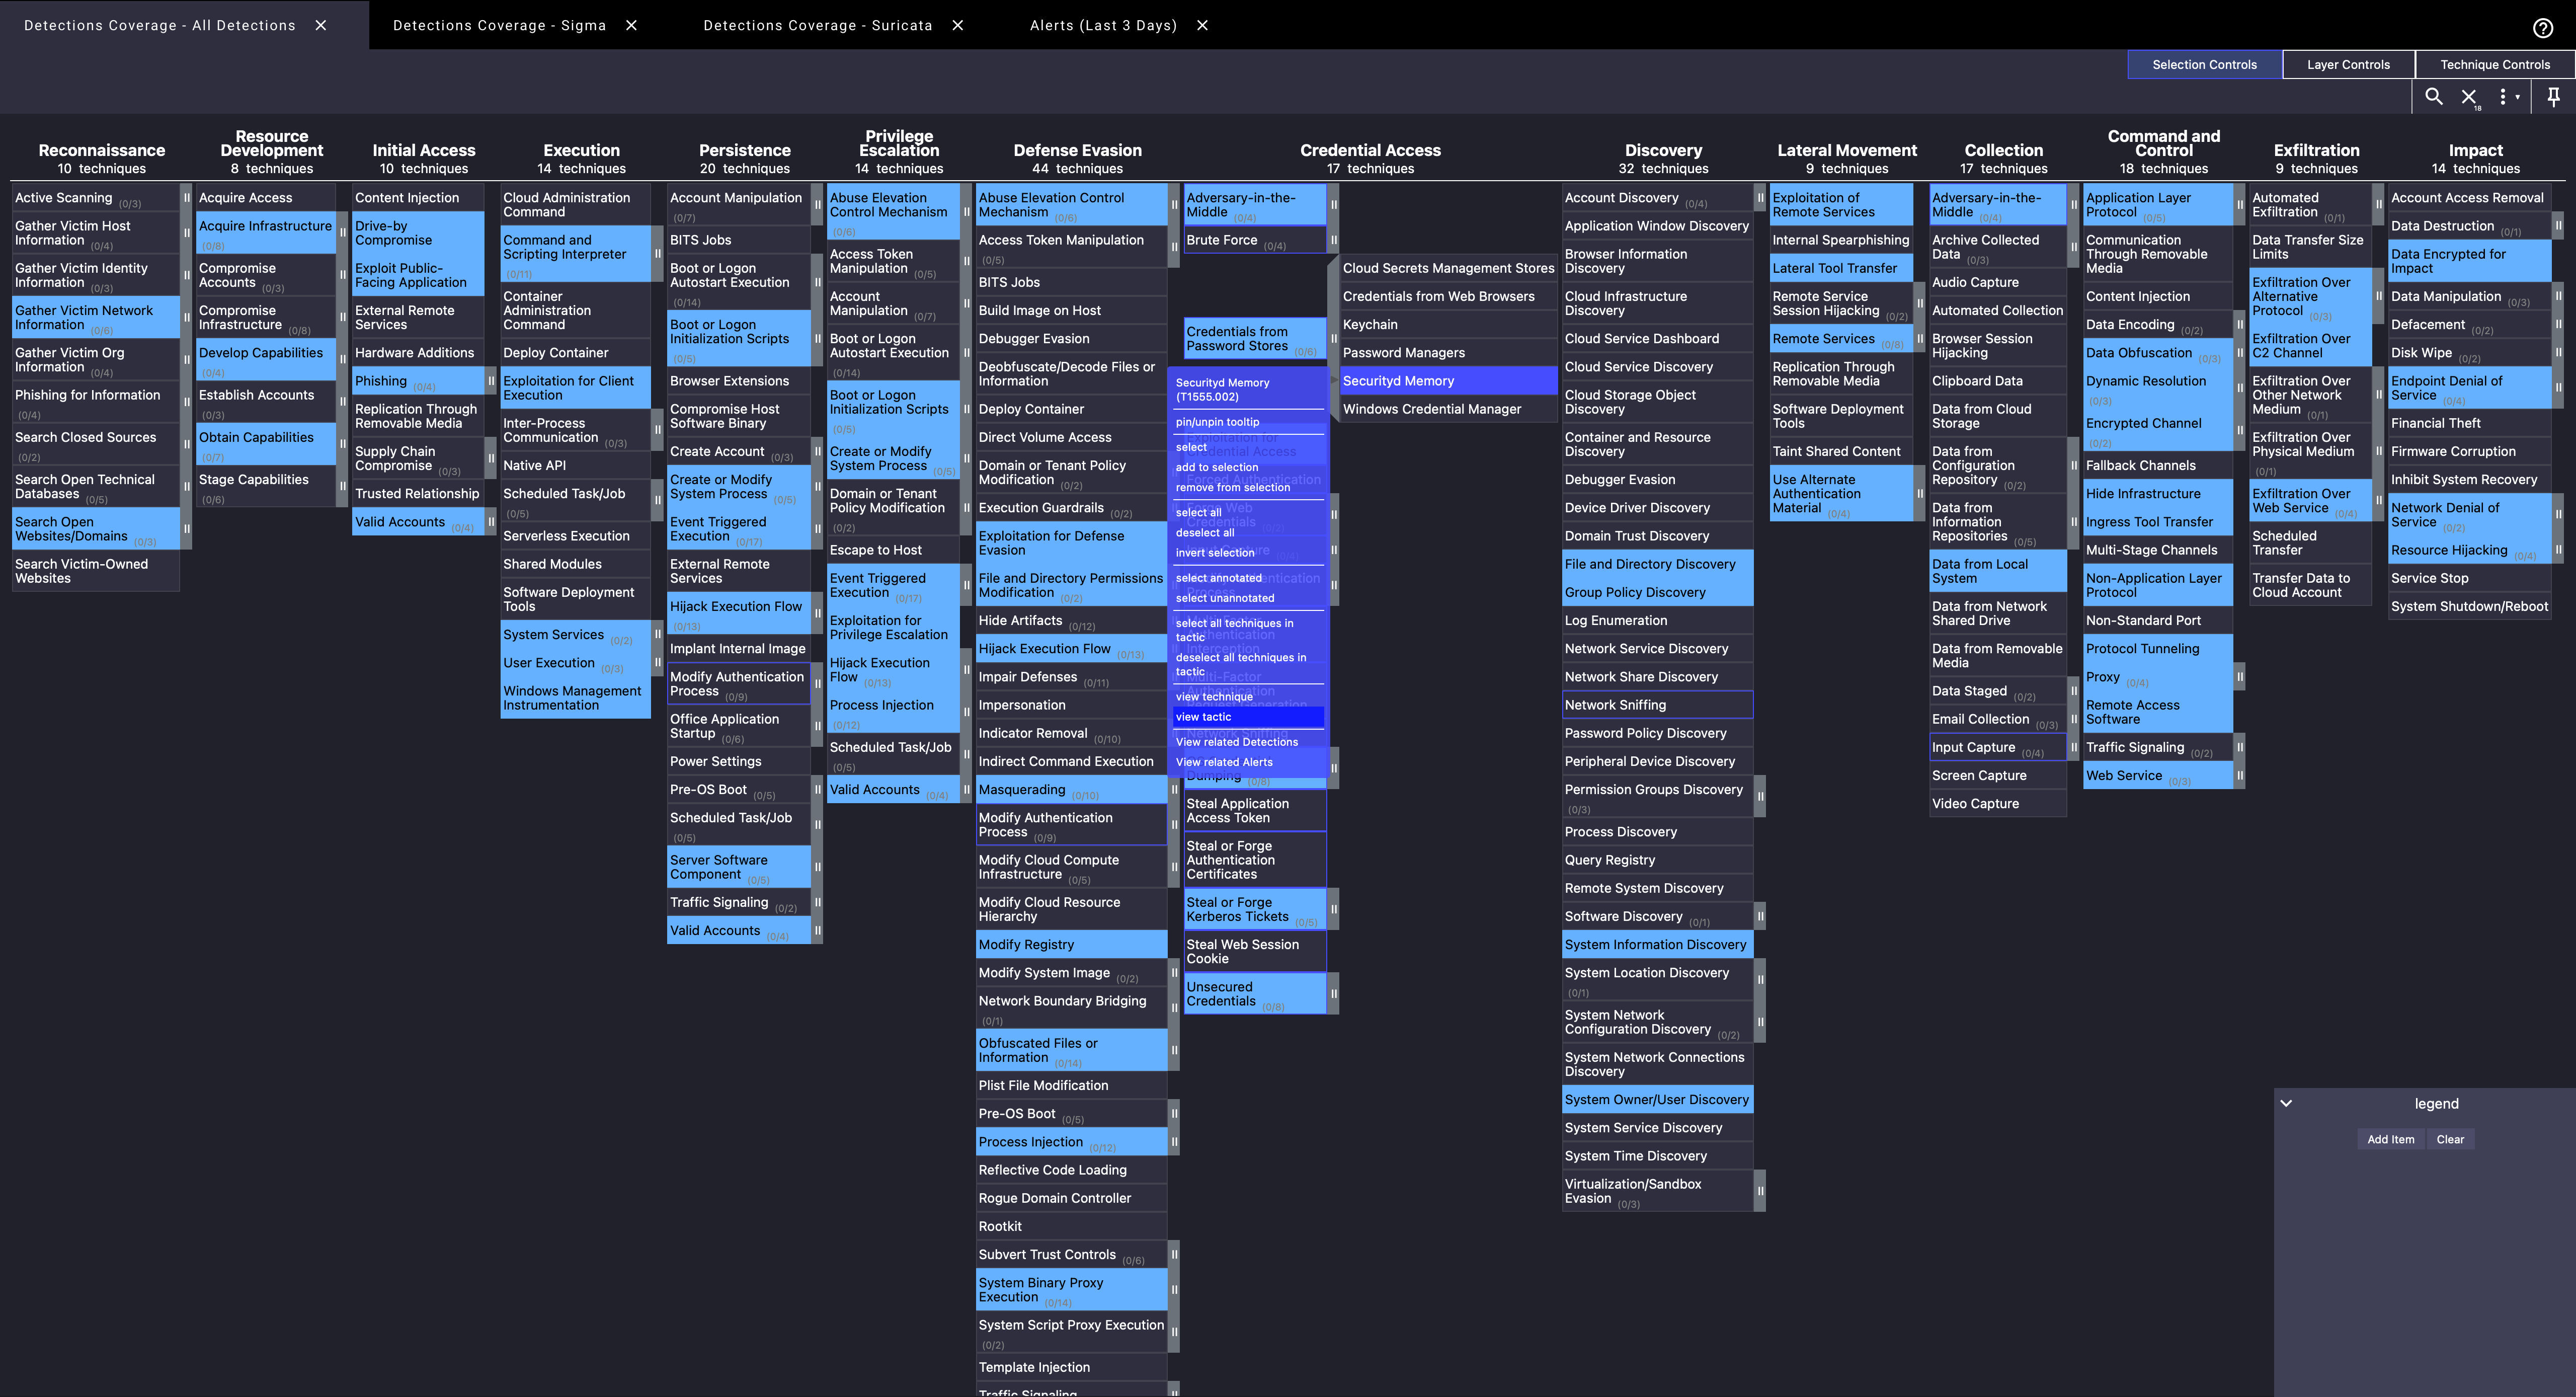 Detections Coverage - All Detections
Detections Coverage - Sigma
Detections Coverage - Suricata
Alerts (Last 3 Days)
Selection Controls
Layer Controls
Technique Controls
18
Reconnaissance
10 techniques
Active Scanning (0/3)
Gather Victim Host
Information (0/4)
Gather Victim Identity
Information (0/3)
Gather Victim Network
Information (0/6)
Gather Victim Org
Information (0/4)
Phishing for Information
(0/4)
Search Closed Sources
(0/2)
Search Open Technical
Databases (0/5)
Search Open
Websites/Domains (0/3)
Search Victim-Owned
Websites
Resource
Development
8 techniques
Acquire Access
Acquire Infrastructure
(0/8)
Compromise
Accounts (0/3)
Compromise
Infrastructure (0/8)
Develop Capabilities
(0/4)
Establish Accounts
(0/3)
Obtain Capabilities
(0/7)
Stage Capabilities
(0/6)
Initial Access
10 techniques
Content Injection
Drive-by
Compromise
Exploit Public-
Facing Application
External Remote
Services
Hardware Additions
Phishing (0/4)
Replication Through
Removable Media
Supply Chain
Compromise (0/3)
Trusted Relationship
Valid Accounts (0/4)
Execution
14 techniques
Cloud Administration
Command
Command and
Scripting Interpreter
(0/11)
Container
Administration
Command
Deploy Container
Exploitation for Client
Execution
Inter-Process
Communication (0/3)
Native API
Scheduled Task/Job
(0/5)
Serverless Execution
Shared Modules
Software Deployment
Tools
System Services (0/2)
User Execution (0/3)
Windows Management
Instrumentation
Persistence
20 techniques
Account Manipulation
(0/7)
BITS Jobs
Boot or Logon
Autostart Execution
(0/14)
Boot or Logon
Initialization Scripts
(0/5)
Browser Extensions
Compromise Host
Software Binary
Create Account (0/3)
Create or Modify
System Process (0/5)
Event Triggered
Execution (0/17)
External Remote
Services
Hijack Execution Flow
(0/13)
Implant Internal Image
Modify Authentication
Process (0/9)
Office Application
Startup (0/6)
Power Settings
Pre-OS Boot (0/5)
Scheduled Task/Job
(0/5)
Server Software
Component (0/5)
Traffic Signaling (0/2)
Valid Accounts (0/4)
Privilege
Escalation
14 techniques
Abuse Elevation
Control Mechanism
(0/6)
Access Token
Manipulation (0/5)
Account
Manipulation (0/7)
Boot or Logon
Autostart Execution
(0/14)
Boot or Logon
Initialization Scripts
(0/5)
Create or Modify
System Process (0/5)
Domain or Tenant
Policy Modification
(0/2)
Escape to Host
Event Triggered
Execution (0/17)
Exploitation for
Privilege Escalation
Hijack Execution
Flow (0/13)
Process Injection
(0/12)
Scheduled Task/Job
(0/5)
Valid Accounts (0/4)
Defense Evasion
44 techniques
Abuse Elevation Control
Mechanism (0/6)
Access Token Manipulation
(0/5)
BITS Jobs
Build Image on Host
Debugger Evasion
Deobfuscate/Decode Files or
Information
Deploy Container
Direct Volume Access
Domain or Tenant Policy
Modification (0/2)
Execution Guardrails (0/2)
Exploitation for Defense
Evasion
File and Directory Permissions
Modification (0/2)
Hide Artifacts (0/12)
Hijack Execution Flow (0/13)
Impair Defenses (0/11)
Impersonation
Indicator Removal (0/10)
Indirect Command Execution
Masquerading (0/10)
Modify Authentication
Process (0/9)
Modify Cloud Compute
Infrastructure (0/5)
Modify Cloud Resource
Hierarchy
Modify Registry
Modify System Image (0/2)
Network Boundary Bridging
(0/1)
Obfuscated Files or
Information (0/14)
Plist File Modification
Pre-OS Boot (0/5)
Process Injection (0/12)
Reflective Code Loading
Rogue Domain Controller
Rootkit
Subvert Trust Controls (0/6)
System Binary Proxy
Execution (0/14)
System Script Proxy Execution
(0/2)
Template Injection
Traffic Signaling
Credential Access
17 techniques
Adversary-in-the-
Middle (0/4)
Brute Force (0/4)
Credentials from
Password Stores (0/6)
Cloud Secrets Management Stores
Credentials from Web Browsers
Keychain
Password Managers
Securityd Memory
Windows Credential Manager
Securityd Memory
(T1555.002)
pin/unpin tooltip
select
add to selection
remove from selection
select all
deselect all
invert selection
select annotated
select unannotated
select all techniques in
tactic
deselect all techniques in
tactic
view technique
view tactic
View related Detections
View related Alerts
Dumping (0/8)
Steal Application
Access Token
Steal or Forge
Authentication
Certificates
Steal or Forge
Kerberos Tickets (0/5)
Steal Web Session
Cookie
Unsecured
Credentials (0/8)
Discovery
32 techniques
Account Discovery (0/4)
Application Window Discovery
Browser Information
Discovery
Cloud Infrastructure
Discovery
Cloud Service Dashboard
Cloud Service Discovery
Cloud Storage Object
Discovery
Container and Resource
Discovery
Debugger Evasion
Device Driver Discovery
Domain Trust Discovery
File and Directory Discovery
Group Policy Discovery
Log Enumeration
Network Service Discovery
Network Share Discovery
Network Sniffing
Password Policy Discovery
Peripheral Device Discovery
Permission Groups Discovery
(0/3)
Process Discovery
Query Registry
Remote System Discovery
Software Discovery (0/1)
System Information Discovery
System Location Discovery
(0/1)
System Network
Configuration Discovery (0/2)
System Network Connections
Discovery
System Owner/User Discovery
System Service Discovery
System Time Discovery
Virtualization/Sandbox
Evasion (0/3)
Lateral Movement
9 techniques
Exploitation of
Remote Services
Internal Spearphishing
Lateral Tool Transfer
Remote Service
Session Hijacking (0/2)
Remote Services (0/8)
Replication Through
Removable Media
Software Deployment
Tools
Taint Shared Content
Use Alternate
Authentication
Material (0/4)
Collection
17 techniques
Adversary-in-the-
Middle (0/4)
Archive Collected
Data (0/3)
Audio Capture
Automated Collection
Browser Session
Hijacking
Clipboard Data
Data from Cloud
Storage
Data from
Configuration
Repository (0/2)
Data from
Information
Repositories (0/5)
Data from Local
System
Data from Network
Shared Drive
Data from Removable
Media
Data Staged (0/2)
Email Collection (0/3)
Input Capture (0/4)
Screen Capture
Video Capture
Command and
Control
18 techniques
Application Layer
Protocol (0/5)
Communication
Through Removable
Media
Content Injection
Data Encoding (0/2)
Data Obfuscation (0/3)
Dynamic Resolution
(0/3)
Encrypted Channel
(0/2)
Fallback Channels
Hide Infrastructure
Ingress Tool Transfer
Multi-Stage Channels
Non-Application Layer
Protocol
Non-Standard Port
Protocol Tunneling
Proxy (0/4)
Remote Access
Software
Traffic Signaling (0/2)
Web Service (0/3)
Exfiltration
9 techniques
Automated
Exfiltration (0/1)
Data Transfer Size
Limits
Exfiltration Over
Alternative
Protocol (0/3)
Exfiltration Over
C2 Channel
Exfiltration Over
Other Network
Medium (0/1)
Exfiltration Over
Physical Medium
(0/1)
Exfiltration Over
Web Service (0/4)
Scheduled
Transfer
Transfer Data to
Cloud Account
Impact
14 techniques
Account Access Removal
Data Destruction (0/1)
Data Encrypted for
Impact
Data Manipulation (0/3)
Defacement (0/2)
Disk Wipe (0/2)
Endpoint Denial of
Service (0/4)
Financial Theft
Firmware Corruption
Inhibit System Recovery
Network Denial of
Service (0/2)
Resource Hijacking (0/4)
Service Stop
System Shutdown/Reboot
legend
Add Item
Clear